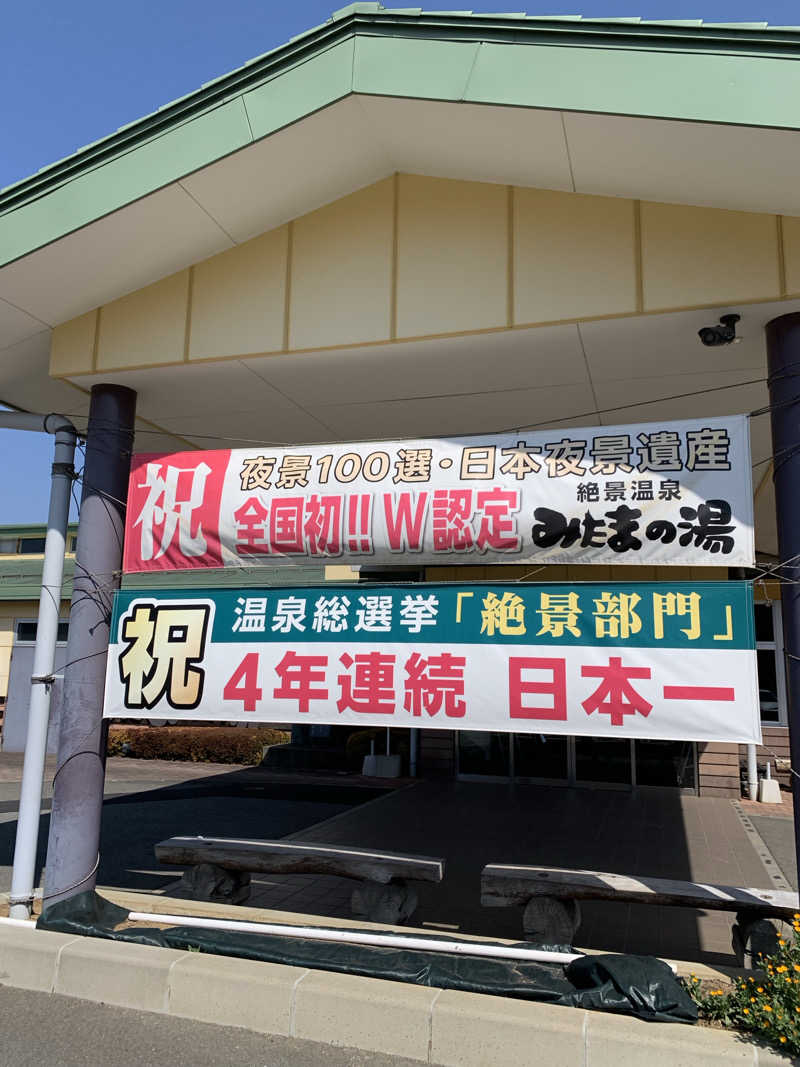 祝
夜景100選・日本夜景遺産
全国初!! W認定
絶景温泉
みたまの湯
祝
温泉総選挙「絶景部門」
4年連続 日本一